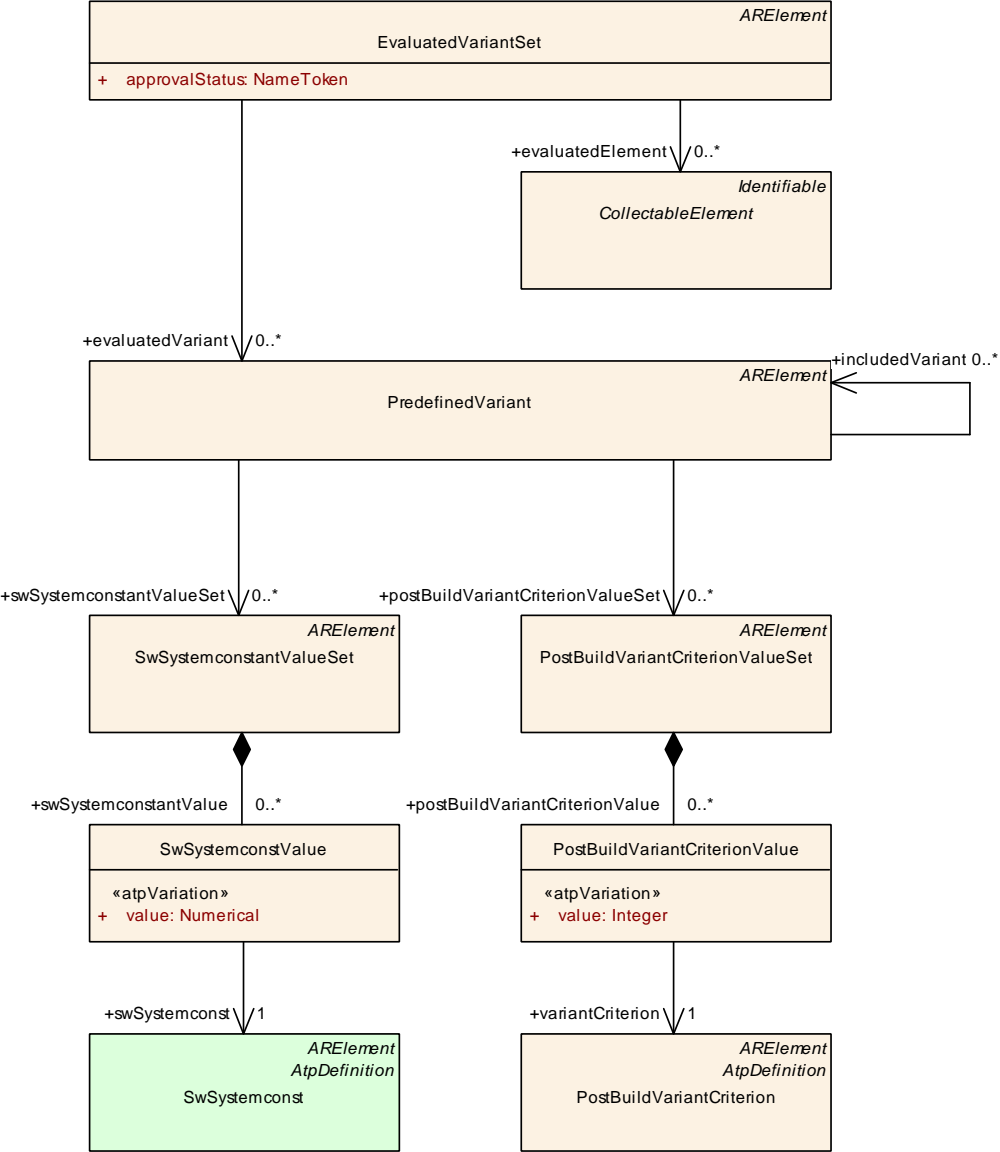 ARElement
EvaluatedVariantSet
+ approvalStatus: NameToken
+evaluatedElement 0..*
Identifiable
CollectableElement
+evaluatedVariant 0..*
+includedVariant 0..*
ARElement
PredefinedVariant
+swSystemconstantValueSet 0..*
+postBuildVariantCriterionValueSet 0..*
ARElement
SwSystemconstantValueSet
ARElement
PostBuildVariantCriterionValueSet
+swSystemconstantValue 0..*
+postBuildVariantCriterionValue 0..*
SwSystemconstValue
«atpVariation»
+ value: Numerical
PostBuildVariantCriterionValue
«atpVariation»
+ value: Integer
+swSystemconst 1
+variantCriterion 1
ARElement
AtpDefinition
SwSystemconst
ARElement
AtpDefinition
PostBuildVariantCriterion